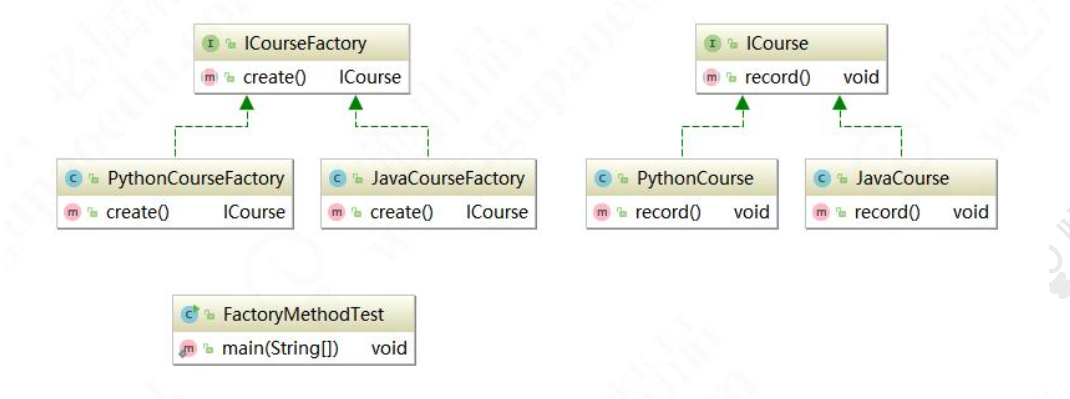 ICourseFactory
create() ICourse
ICourse
record() void
PythonCourseFactory
create() ICourse
JavaCourseFactory
create() ICourse
PythonCourse
record() void
JavaCourse
record() void
FactoryMethodTest
main(String[]) void